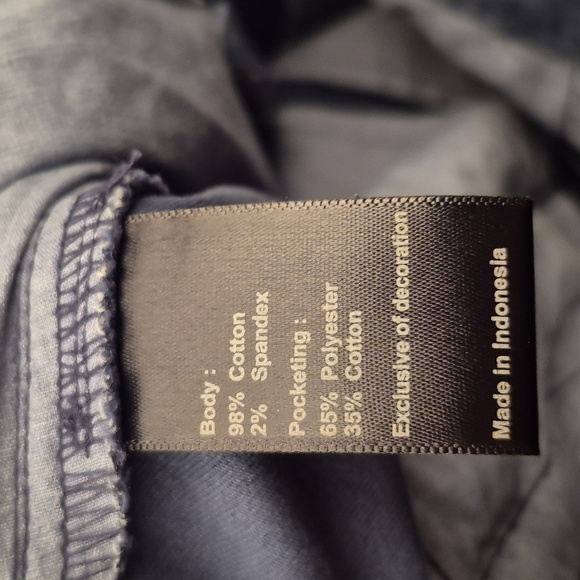 Body :
98% Cotton
2% Spandex
Pocketing :
65% Polyester
35% Cotton
Exclusive of decoration
Made in Indonesia